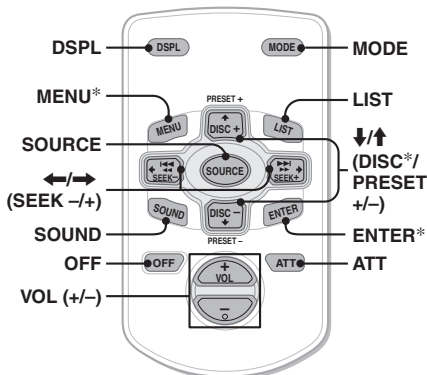 DSPL
DSPL
MODE
MODE
MENU*
PRESET +
LIST
MENU
DISC +
LIST
SOURCE
↓/↑
(DISC*/
PRESET
+/–)
SEEK–
SOURCE
SEEK+
←/→
(SEEK –/+)
SOUND
DISC –
ENTER
SOUND
PRESET –
ENTER*
OFF
OFF
ATT
ATT
+
VOL
–
VOL (+/–)